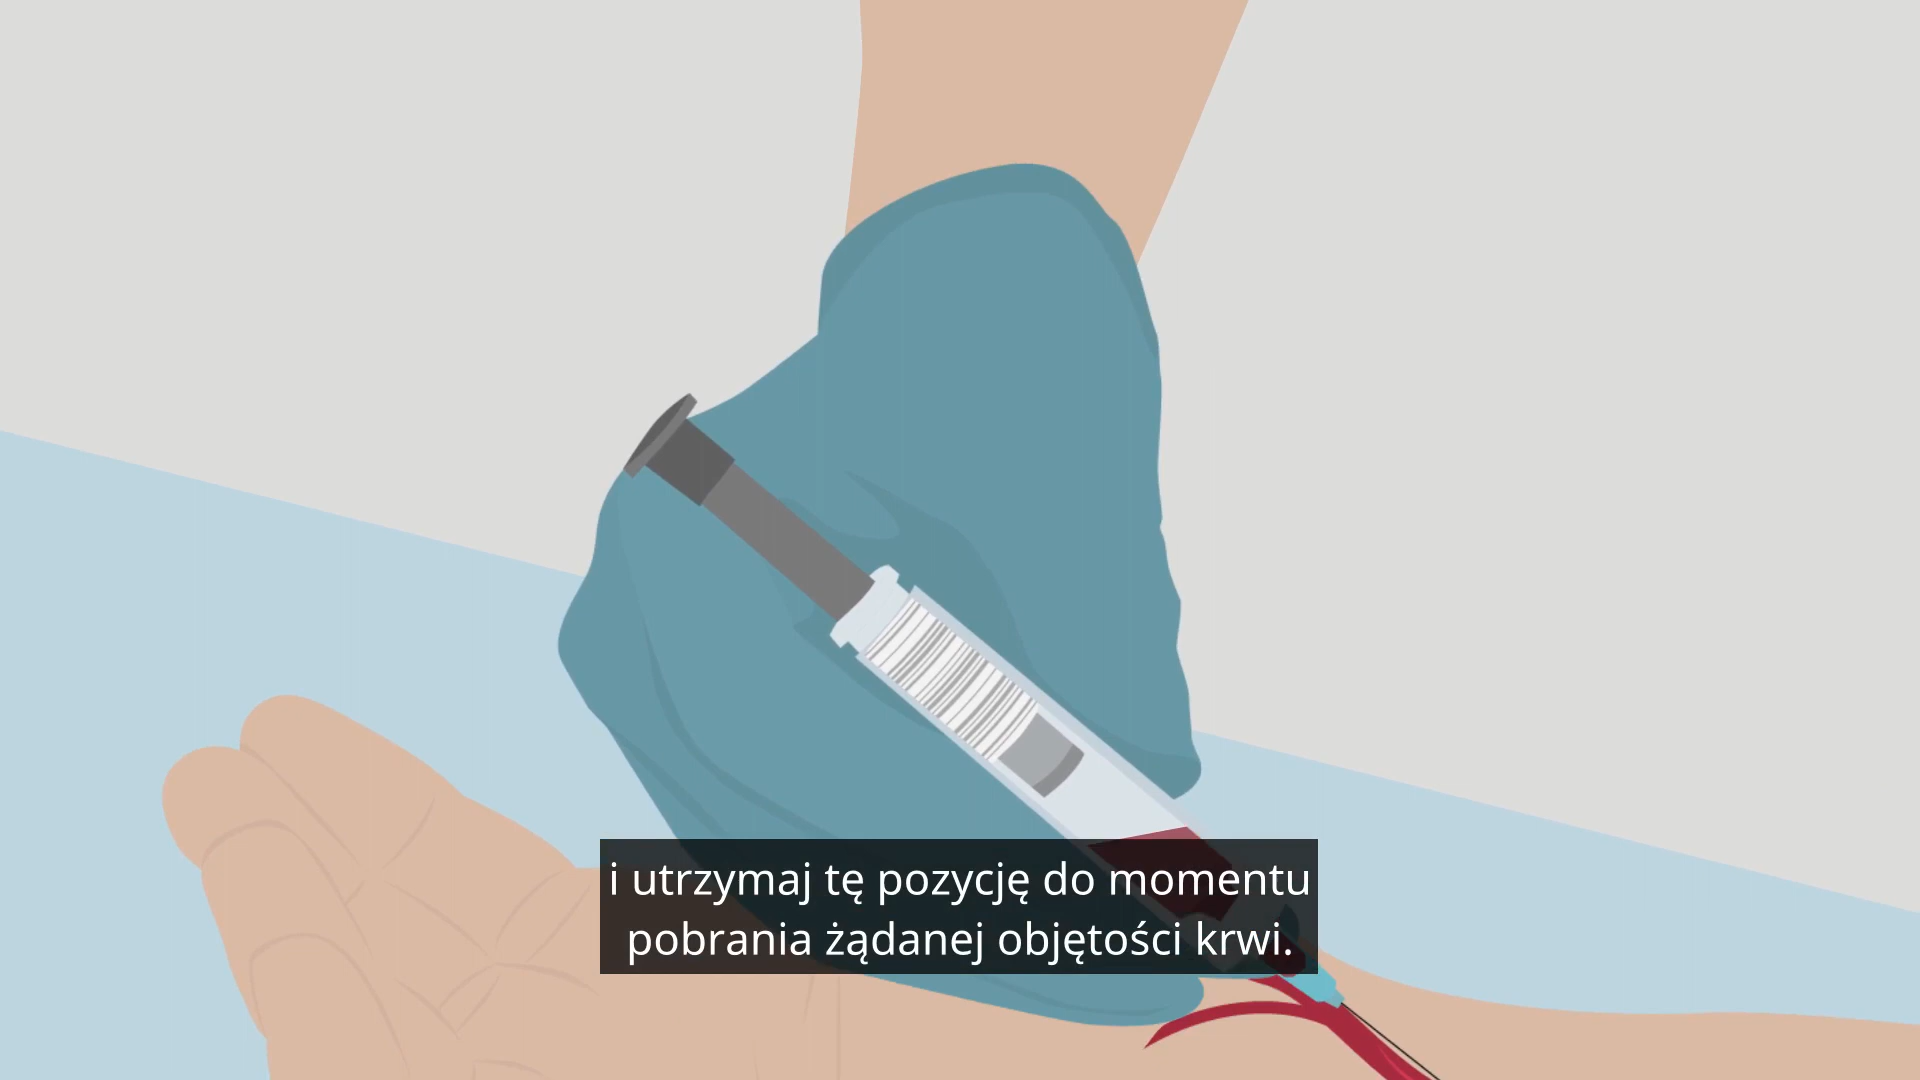 i utrzymaj tę pozycję do momentu
pobrania żądanej objętości krwi.